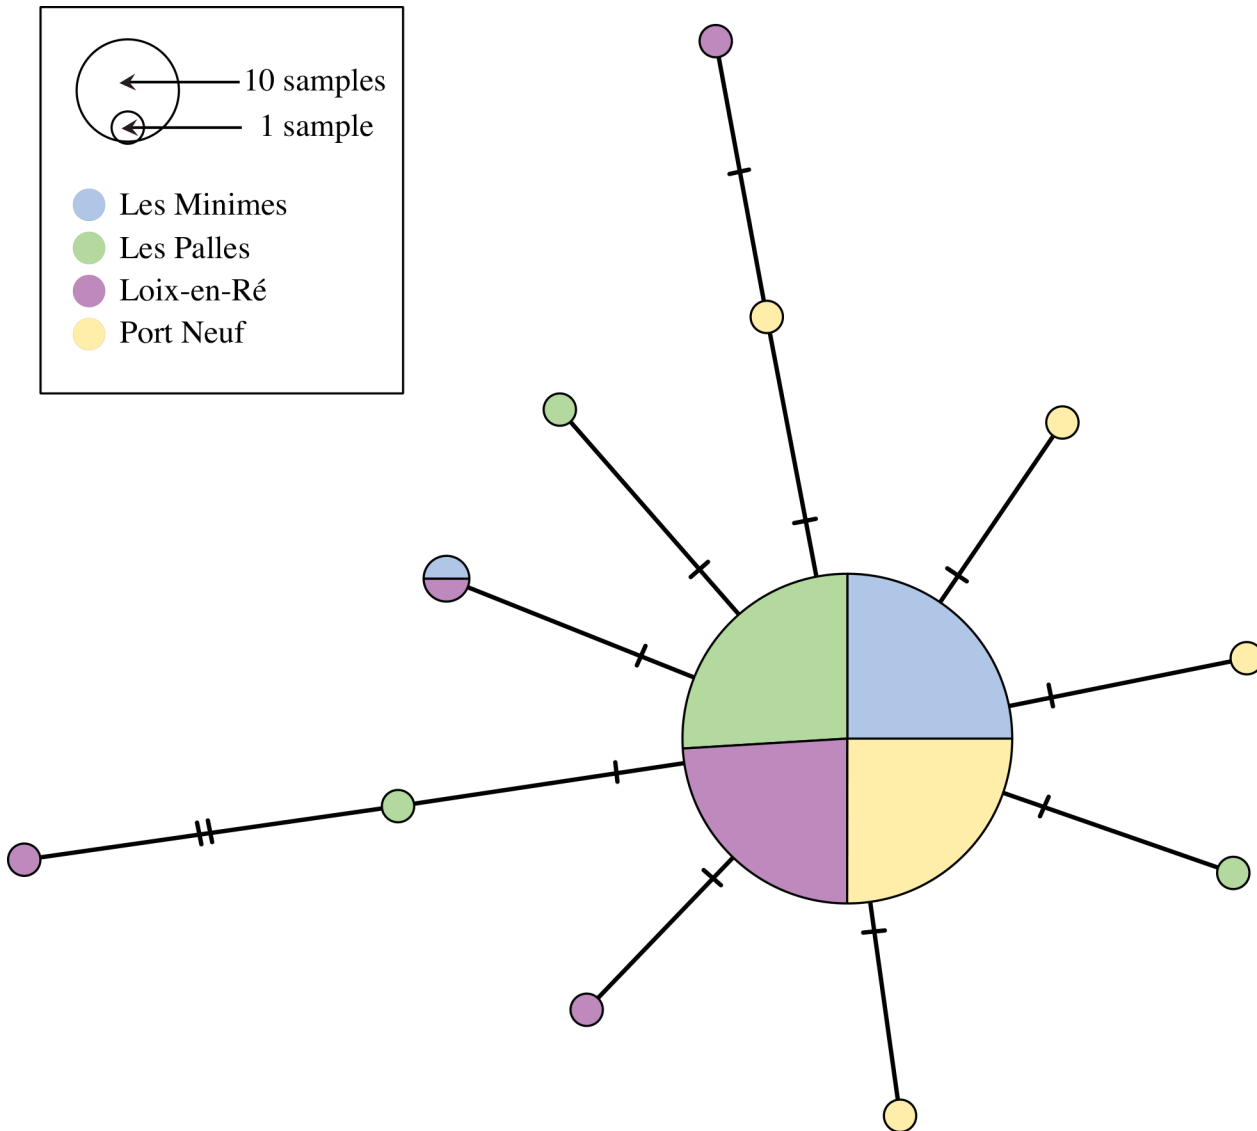 10 samples
1 sample
Les Minimes
Les Palles
Loix-en-Ré
Port Neuf